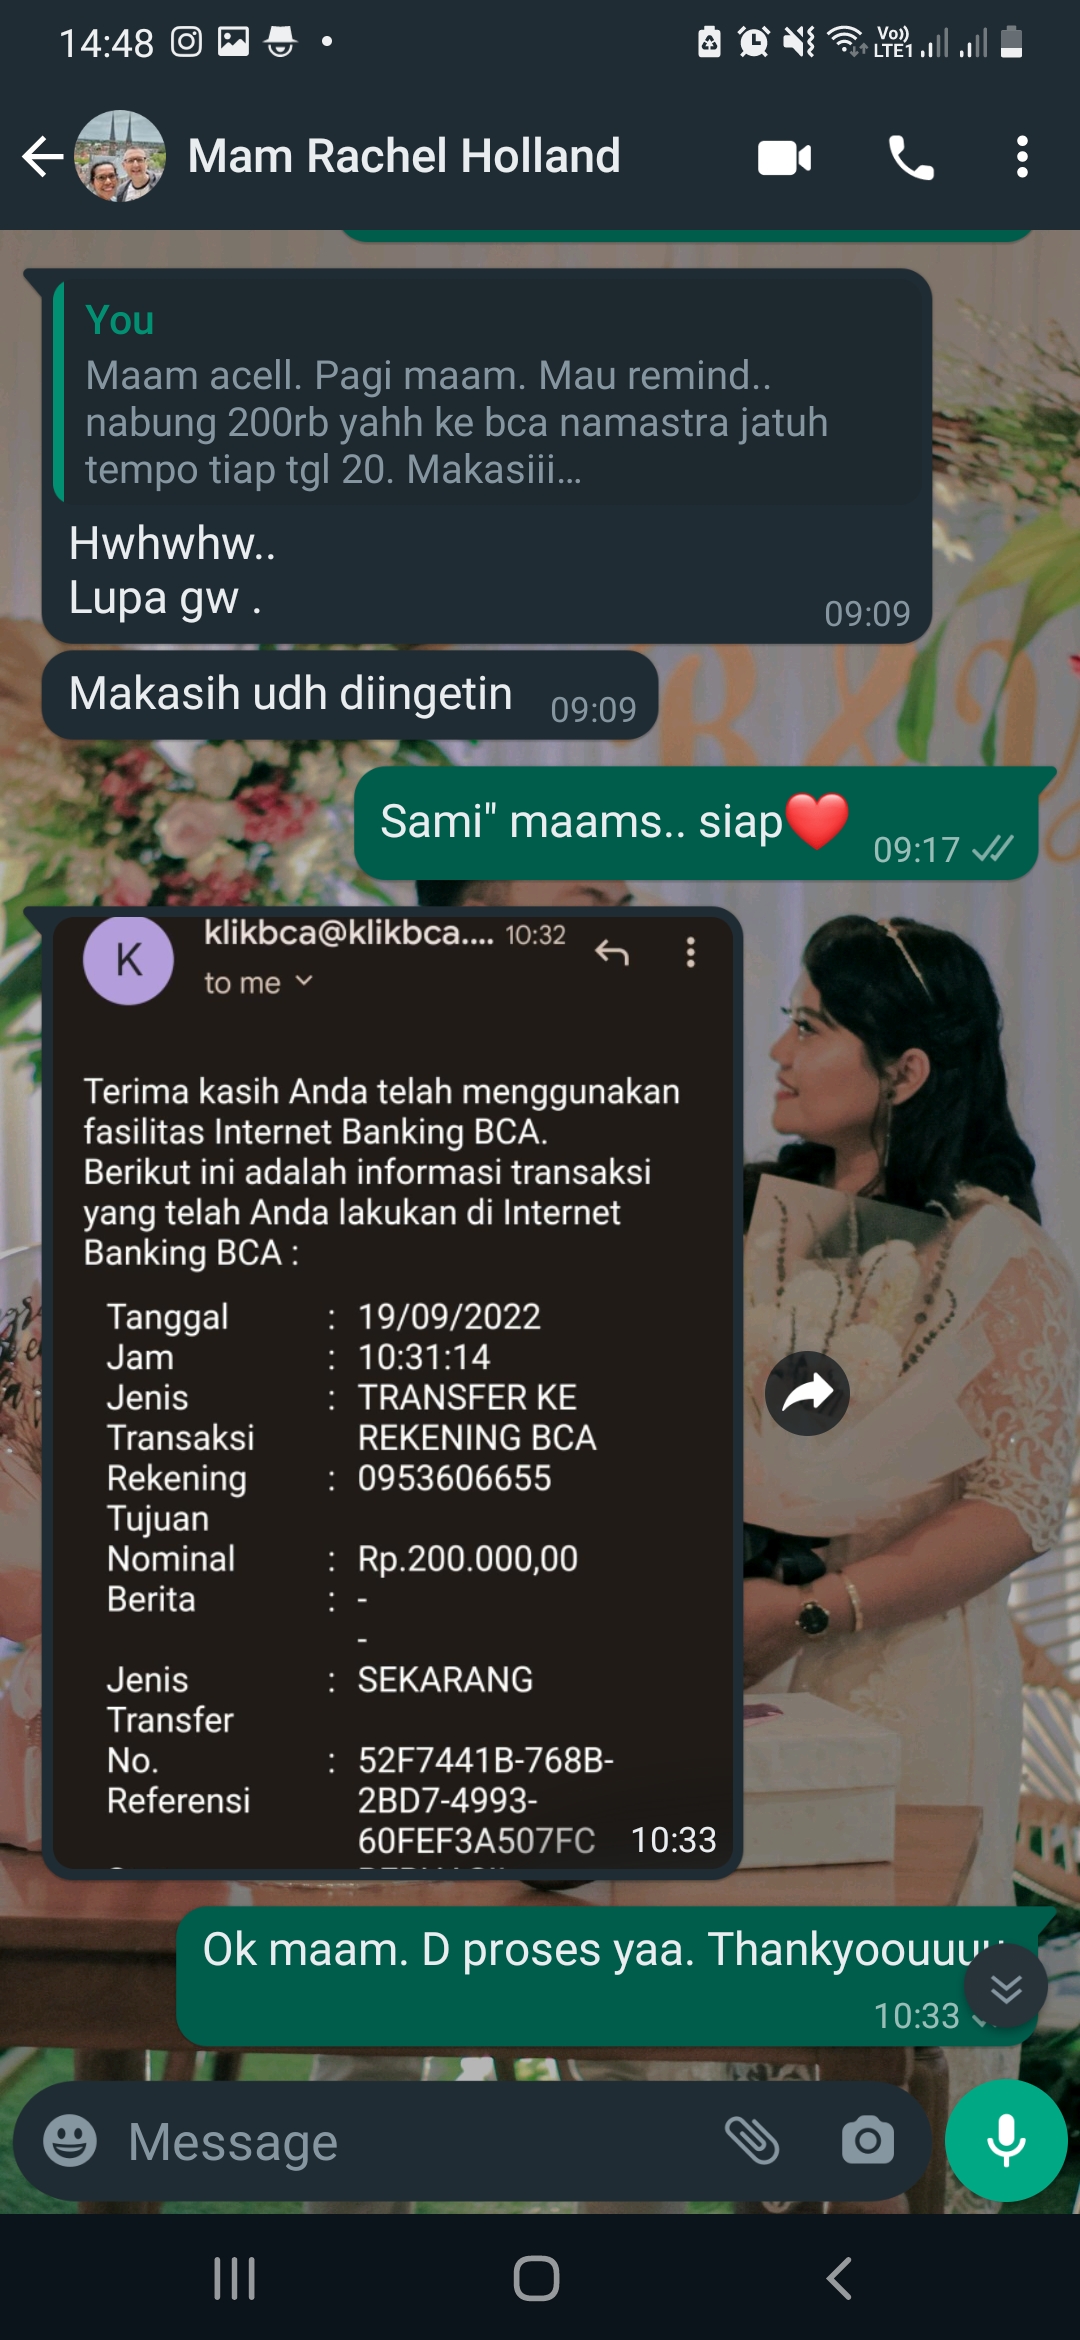 14:48
Vo))
LTE1
Mam Rachel Holland
You
Maam acell. Pagi maam. Mau remind..
nabung 200rb yahh ke bca namastra jatuh
tempo tiap tgl 20. Makasiii...
Hwhwhw..
Lupa gw .
09:09
Makasih udh diingetin 09:09
Sami" maams.. siap❤️
09:17
K
klikbca@klikbca.... 10:32
to me
Terima kasih Anda telah menggunakan
fasilitas Internet Banking BCA.
Berikut ini adalah informasi transaksi
yang telah Anda lakukan di Internet
Banking BCA :
Tanggal : 19/09/2022
Jam : 10:31:14
Jenis : TRANSFER KE
Transaksi REKENING BCA
Rekening : 0953606655
Tujuan
Nominal : Rp.200.000,00
Berita : -
-
Jenis : SEKARANG
Transfer
No. : 52F7441B-768B-
Referensi 2BD7-4993-
60FEF3A507FC 10:33
Ok maam. D proses yaa.
10:33
Message